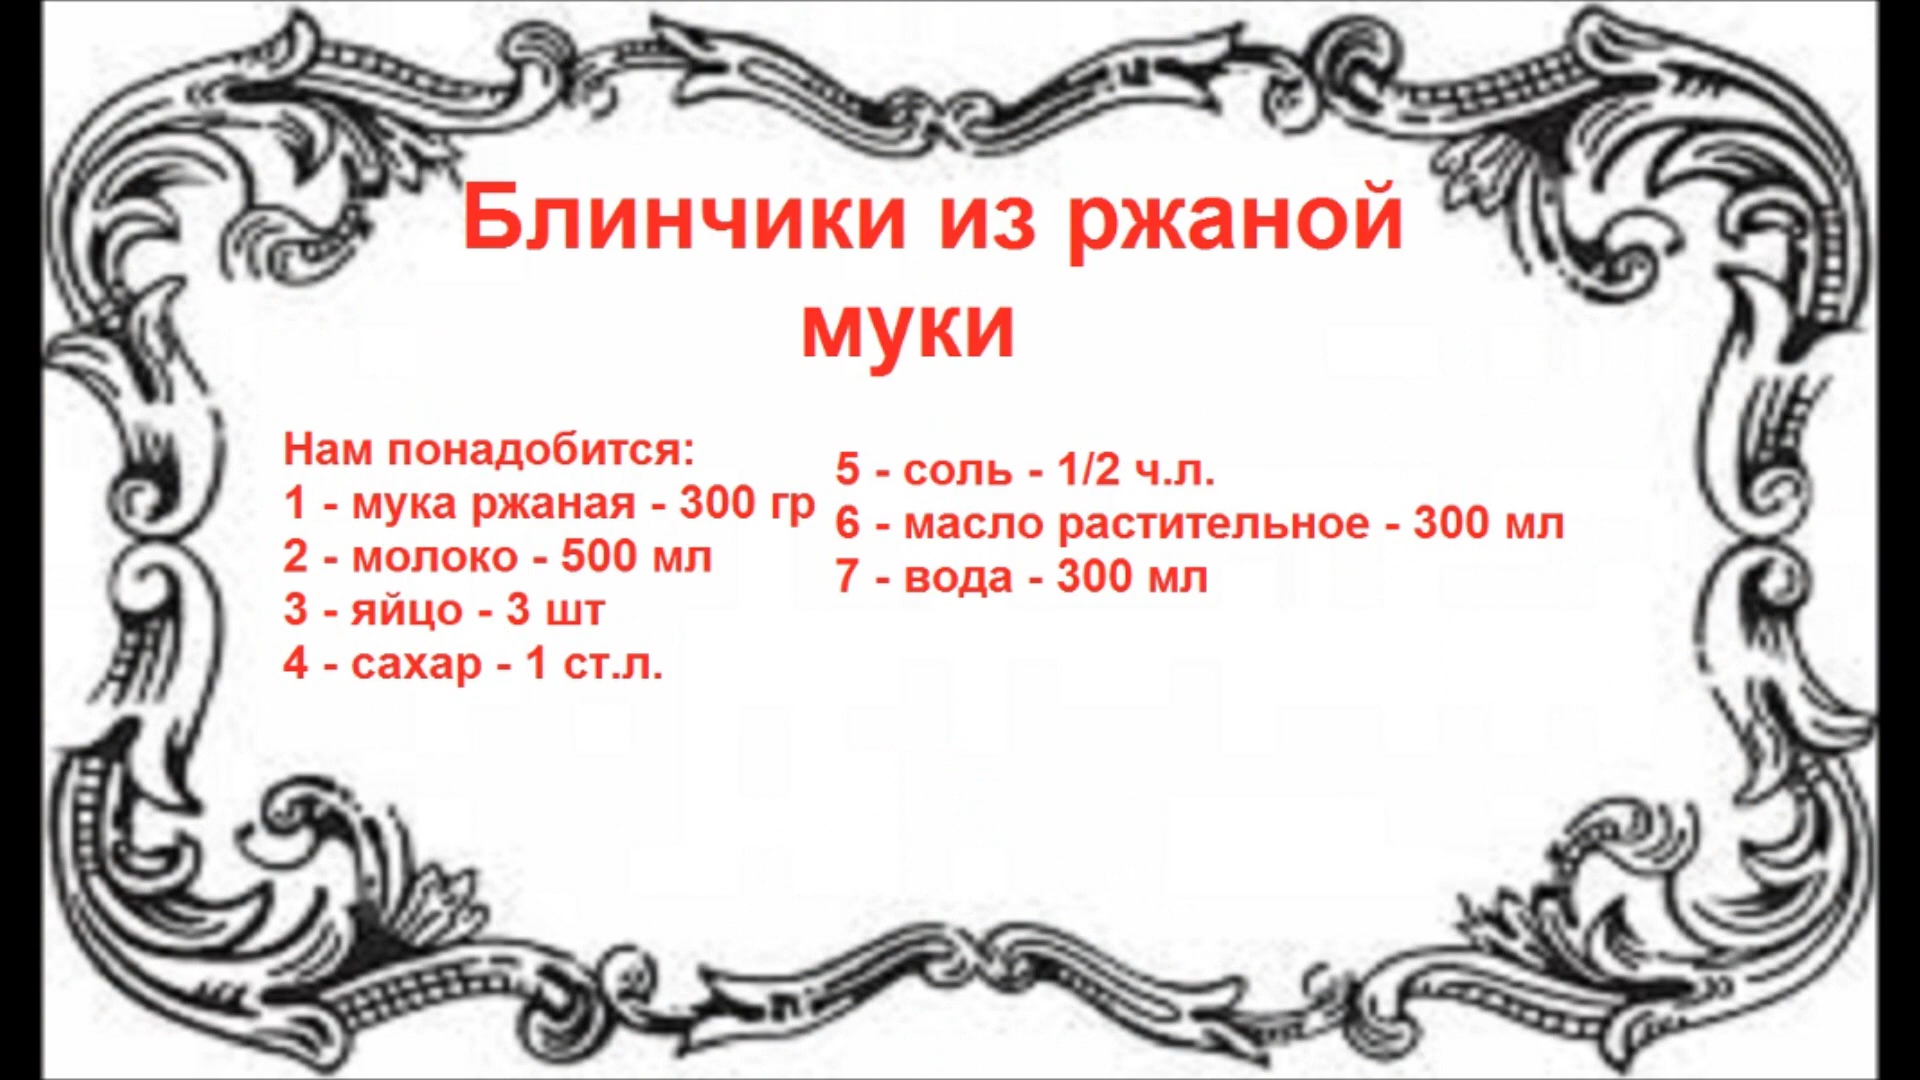 Блинчики из ржаной
муки
Нам понадобится:
1 - мука ржаная - 300 гр
2 - молоко - 500 мл
3 - яйцо - 3 шт
4 - сахар - 1 ст.л.
5 - соль - 1/2 ч.л.
6 - масло растительное - 300 мл
7 - вода - 300 мл